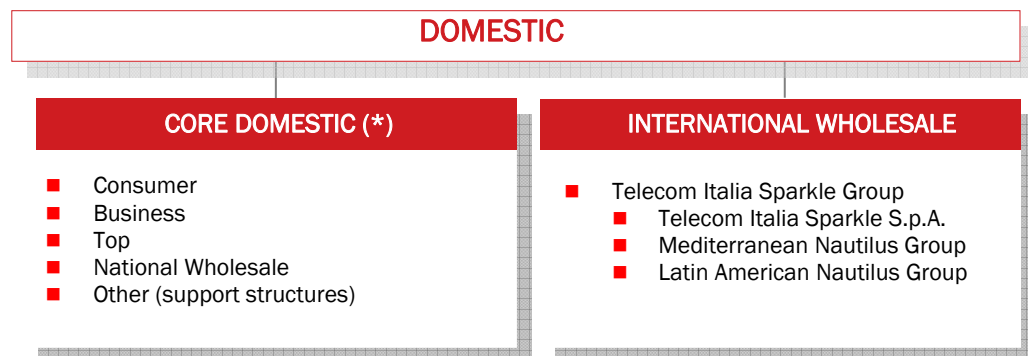 DOMESTIC
CORE DOMESTIC (*)
Consumer
Business
Top
National Wholesale
Other (support structures)
INTERNATIONAL WHOLESALE
Telecom Italia Sparkle Group
Telecom Italia Sparkle S.p.A.
Mediterranean Nautilus Group
Latin American Nautilus Group